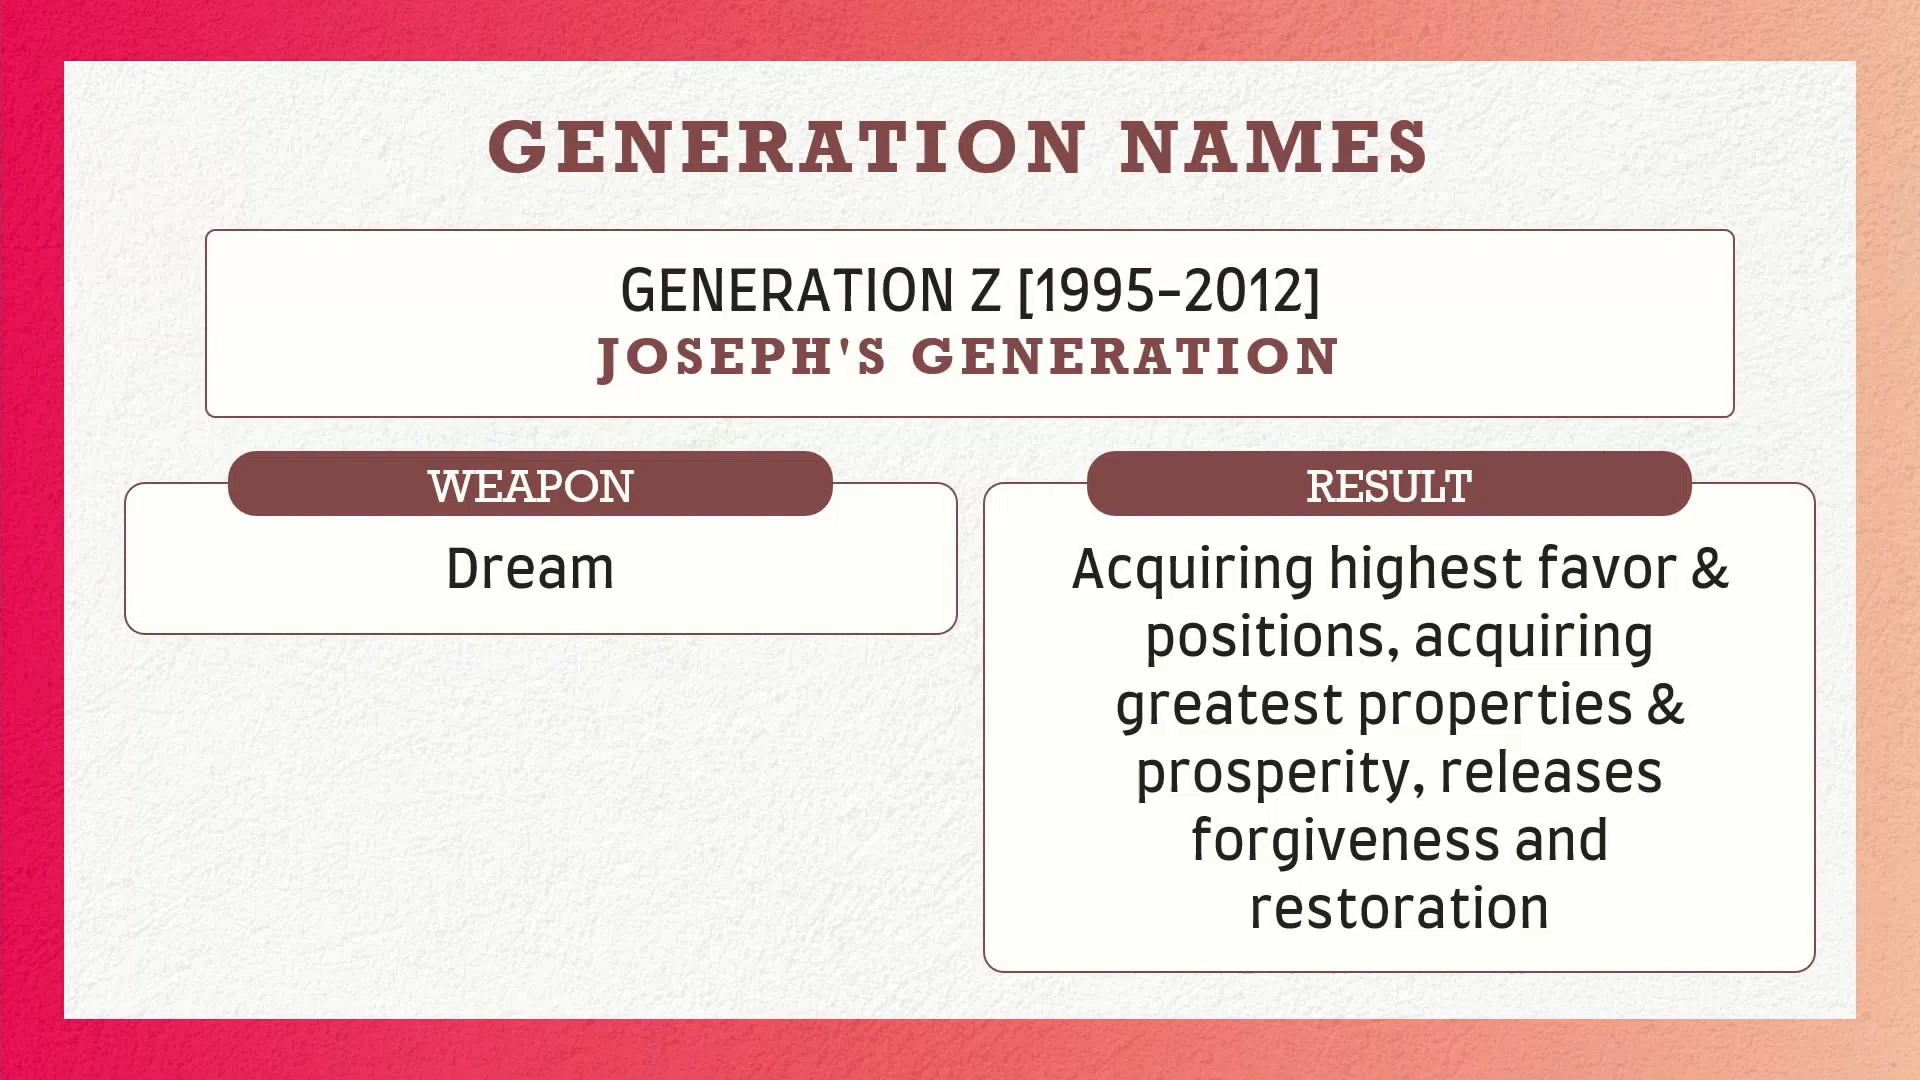 GENERATION NAMES
GENERATION Z [1995-2012]
JOSEPH'S GENERATION
WEAPON
Dream
RESULT
Acquiring highest favor &
positions, acquiring
greatest properties &
prosperity, releases
forgiveness and
restoration